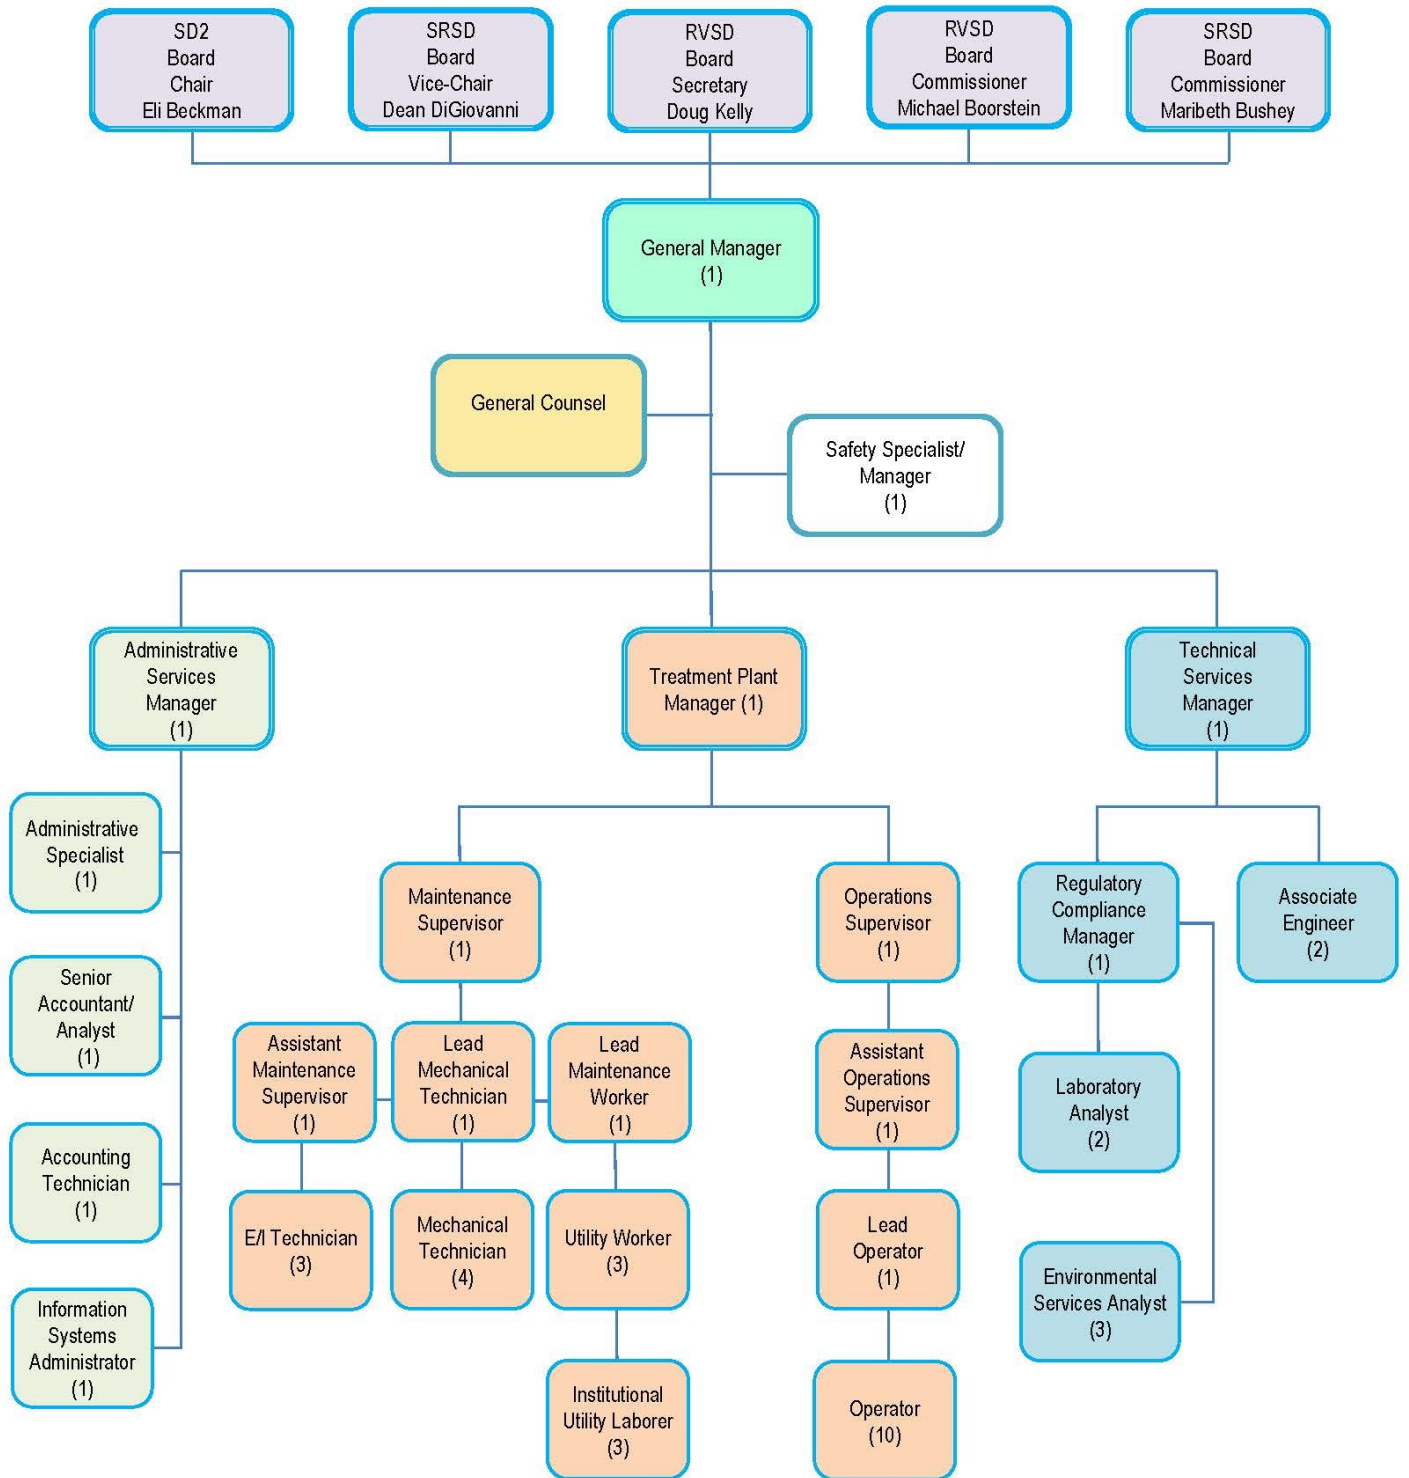 SD2
Board
Chair
Eli Beckman
SRSD
Board
Vice-Chair
Dean DiGiovanni
RVSD
Board
Secretary
Doug Kelly
RVSD
Board
Commissioner
Michael Boorstein
SRSD
Board
Commissioner
Maribeth Bushey
General Manager
(1)
General Counsel
Safety Specialist/
Manager
(1)
Administrative
Services
Manager
(1)
Treatment Plant
Manager (1)
Technical
Services
Manager
(1)
Administrative
Specialist
(1)
Senior
Accountant/
Analyst
(1)
Accounting
Technician
(1)
Information
Systems
Administrator
(1)
Maintenance
Supervisor
(1)
Assistant
Maintenance
Supervisor
(1)
Lead
Mechanical
Technician
(1)
Lead
Maintenance
Worker
(1)
E/I Technician
(3)
Mechanical
Technician
(4)
Utility Worker
(3)
Institutional
Utility Laborer
(3)
Operations
Supervisor
(1)
Assistant
Operations
Supervisor
(1)
Lead
Operator
(1)
Operator
(10)
Regulatory
Compliance
Manager
(1)
Associate
Engineer
(2)
Laboratory
Analyst
(2)
Environmental
Services Analyst
(3)